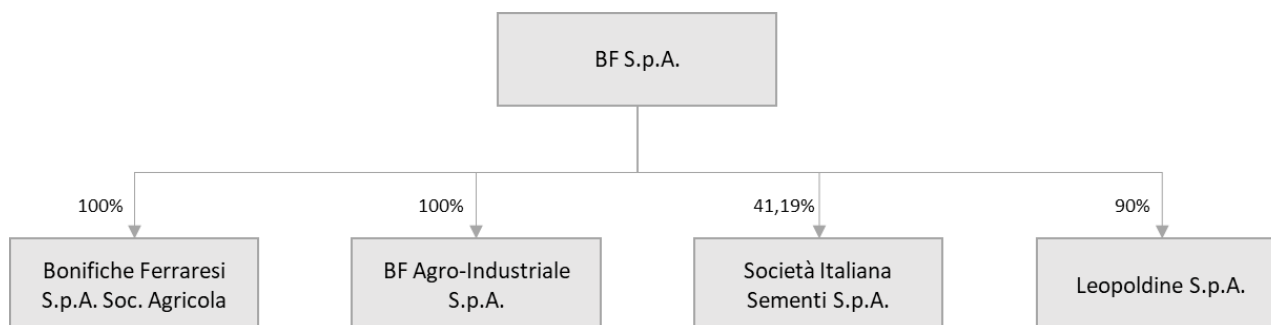 BF S.p.A.
100%
100%
41,19%
90%
Bonifiche Ferraresi
S.p.A. Soc. Agricola
BF Agro-Industriale
S.p.A.
Società Italiana
Sementi S.p.A.
Leopoldine S.p.A.